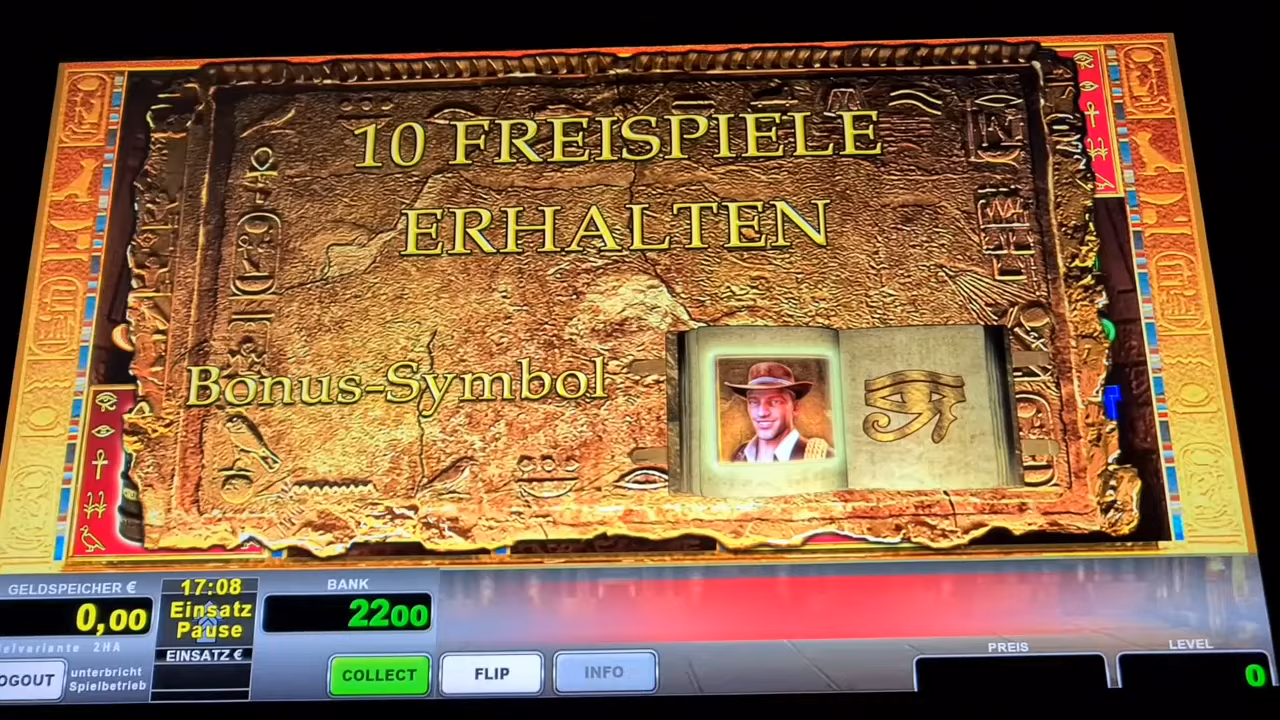 10 FREISPIELE
ERHALTEN
Bonus-Symbol
GELDSPEICHER €
0,00
17:08
Einsatz
Pause
EINSATZ €
BANK
2200
2HA
OGOUT
unterbricht
Spielbetrieb
COLLECT
FLIP
INFO
PREIS
LEVEL
0